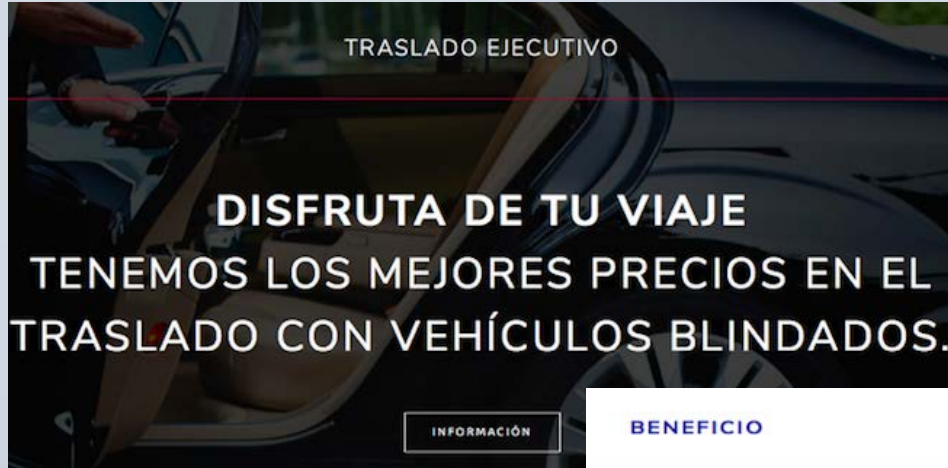 TRASLADO EJECUTIVO
DISFRUTA DE TU VIAJE
TENEMOS LOS MEJORES PRECIOS EN EL
TRASLADO CON VEHÍCULOS BLINDADOS.
INFORMACIÓN
BENEFICIO